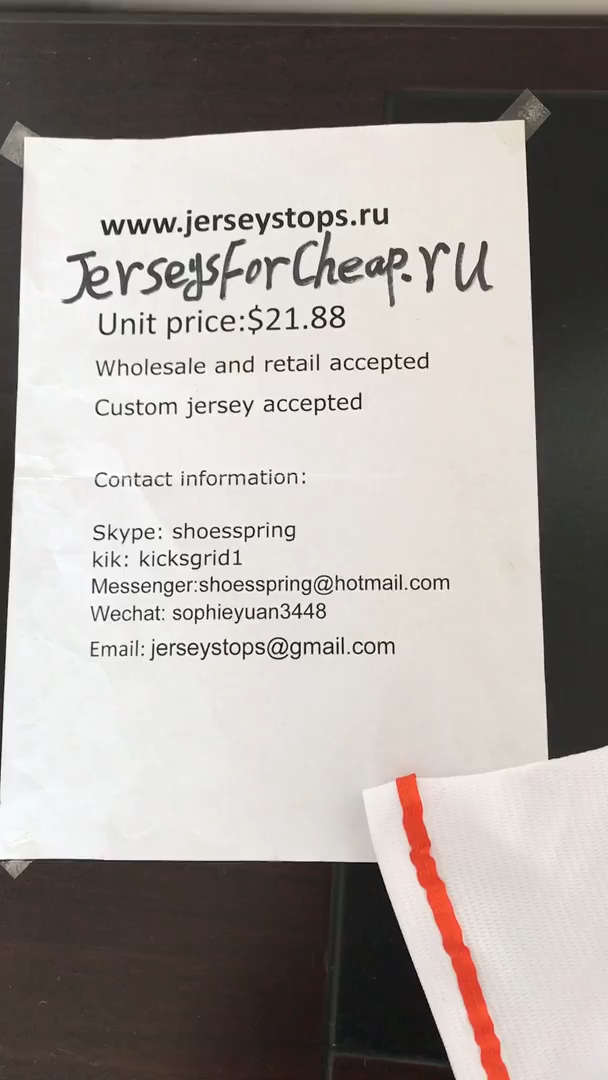 www.jerseystops.ru
JerseysForCheap.ru
Unit price:$21.88
Wholesale and retail accepted
Custom jersey accepted
Contact information:
Skype: shoesspring
kik: kicksgrid1
Messenger:shoesspring@hotmail.com
Wechat: sophieyuan3448
Email: jerseystops@gmail.com